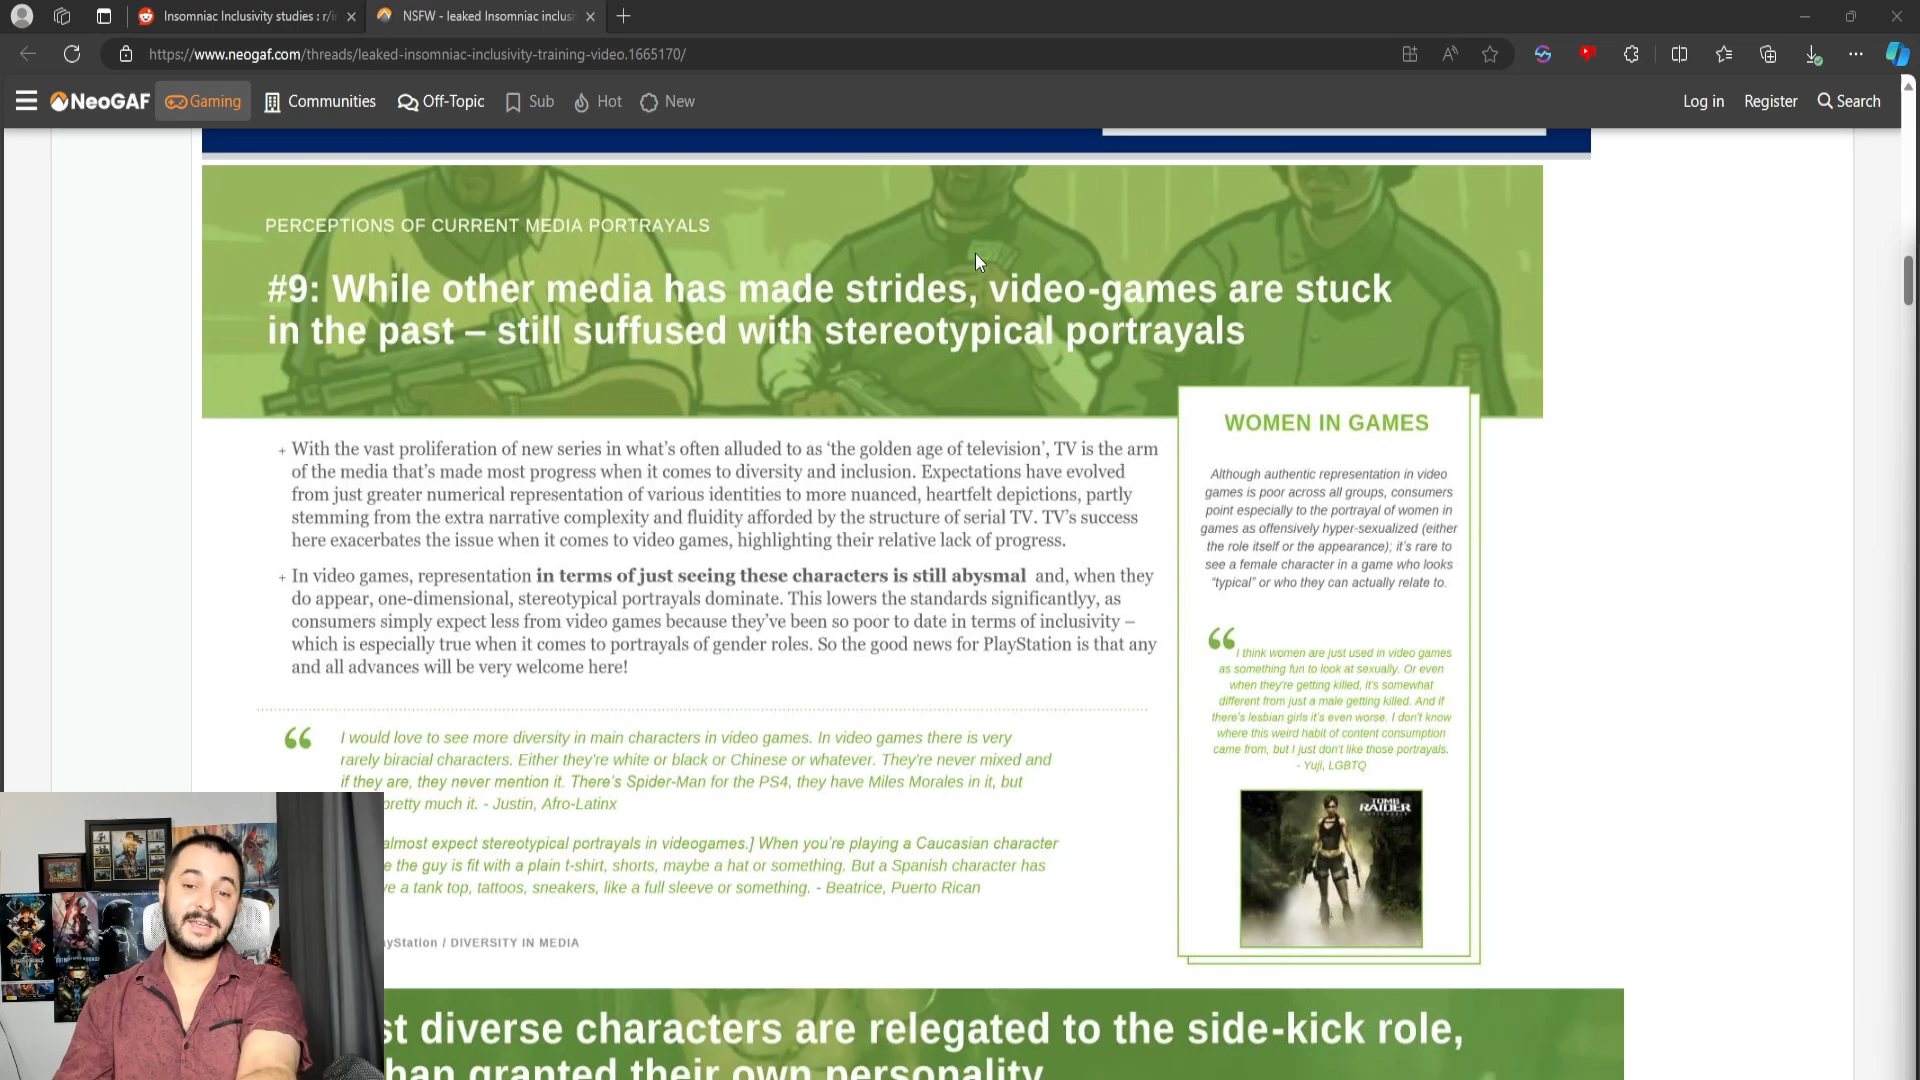 Insomniac Inclusivity studies : r/i
NSFW - leaked Insomniac inclusi
https://www.neogaf.com/threads/leaked-insomniac-inclusivity-training-video.1665170/
NeoGAF
Gaming
Communities
Off-Topic
Sub
Hot
New
Log in
Register
Search
PERCEPTIONS OF CURRENT MEDIA PORTRAYALS
#9: While other media has made strides, video-games are stuck
in the past – still suffused with stereotypical portrayals
+ With the vast proliferation of new series in what's often alluded to as 'the golden age of television', TV is the arm
of the media that's made most progress when it comes to diversity and inclusion. Expectations have evolved
from just greater numerical representation of various identities to more nuanced, heartfelt depictions, partly
stemming from the extra narrative complexity and fluidity afforded by the structure of serial TV. TV's success
here exacerbates the issue when it comes to video games, highlighting their relative lack of progress.
+ In video games, representation in terms of just seeing these characters is still abysmal and, when they
do appear, one-dimensional, stereotypical portrayals dominate. This lowers the standards significantlyy, as
consumers simply expect less from video games because they've been so poor to date in terms of inclusivity –
which is especially true when it comes to portrayals of gender roles. So the good news for PlayStation is that any
and all advances will be very welcome here!
“ I would love to see more diversity in main characters in video games. In video games there is very
rarely biracial characters. Either they're white or black or Chinese or whatever. They're never mixed and
if they are, they never mention it. There's Spider-Man for the PS4, they have Miles Morales in it, but
pretty much it. - Justin, Afro-Latinx
almost expect stereotypical portrayals in videogames.] When you're playing a Caucasian character
e the guy is fit with a plain t-shirt, shorts, maybe a hat or something. But a Spanish character has
ve a tank top, tattoos, sneakers, like a full sleeve or something. - Beatrice, Puerto Rican
yStation / DIVERSITY IN MEDIA
WOMEN IN GAMES
Although authentic representation in video
games is poor across all groups, consumers
point especially to the portrayal of women in
games as offensively hyper-sexualized (either
the role itself or the appearance); it's rare to
see a female character in a game who looks
"typical" or who they can actually relate to.
“ I think women are just used in video games
as something fun to look at sexually. Or even
when they're getting killed, it's somewhat
different from just a male getting killed. And if
there's lesbian girls it's even worse. I don't know
where this weird habit of content consumption
came from, but I just don't like those portrayals.
- Yuji, LGBTQ
TOMB
RAIDER
st diverse characters are relegated to the side-kick role,
han granted their own personality